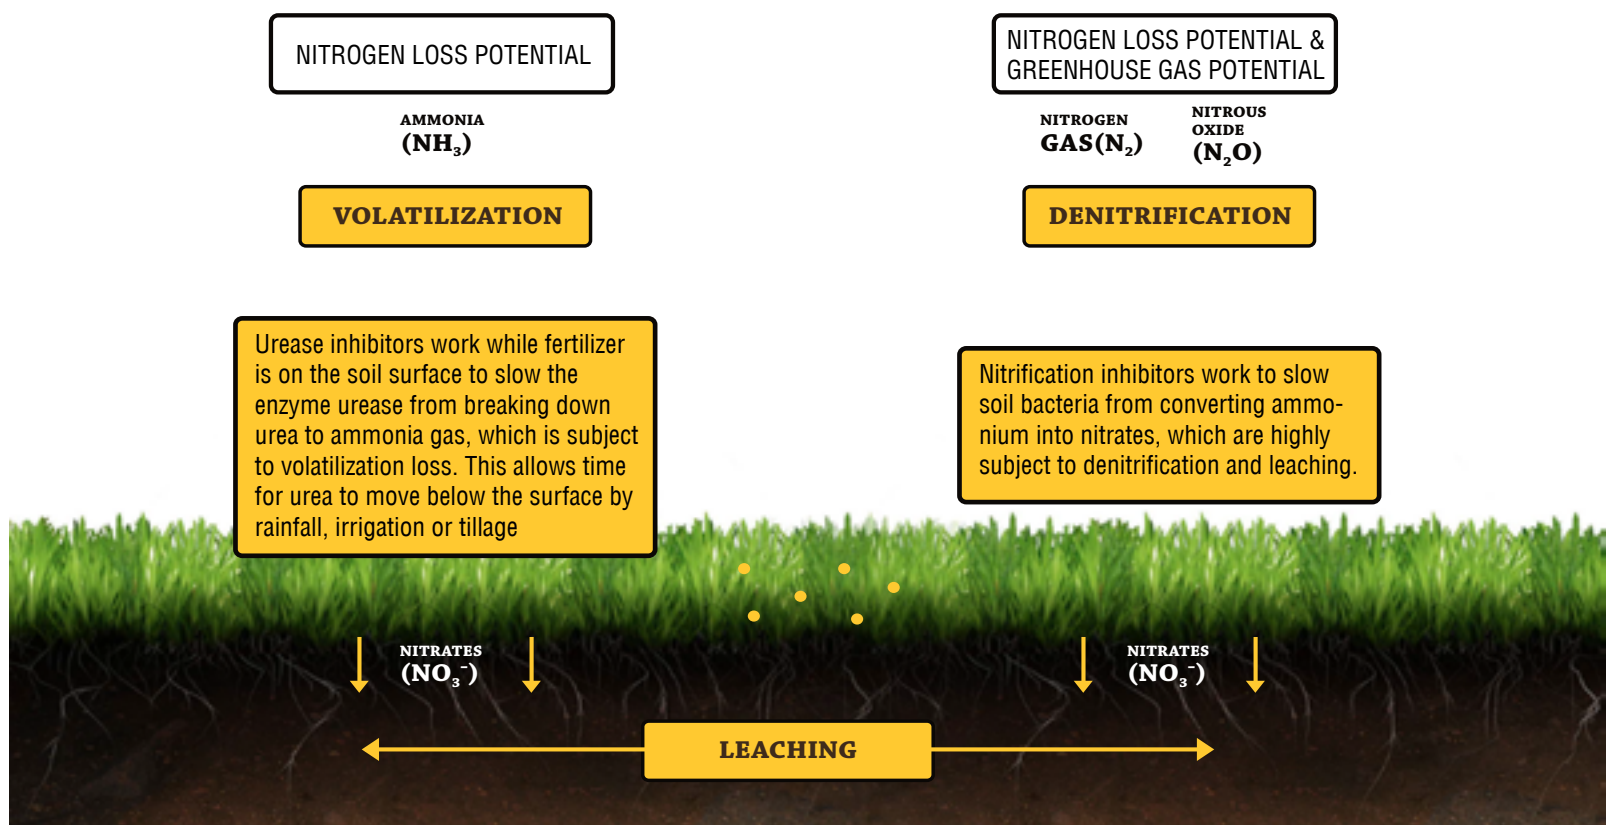 NITROGEN LOSS POTENTIAL
AMMONIA
(NH₃)
VOLATILIZATION
Urease inhibitors work while fertilizer
is on the soil surface to slow the
enzyme urease from breaking down
urea to ammonia gas, which is subject
to volatilization loss. This allows time
for urea to move below the surface by
rainfall, irrigation or tillage
NITROGEN LOSS POTENTIAL &
GREENHOUSE GAS POTENTIAL
NITROGEN
GAS(N₂)
NITROUS
OXIDE
(N₂O)
DENITRIFICATION
Nitrification inhibitors work to slow
soil bacteria from converting ammo-
nium into nitrates, which are highly
subject to denitrification and leaching.
NITRATES
(NO₃⁻)
NITRATES
(NO₃⁻)
LEACHING